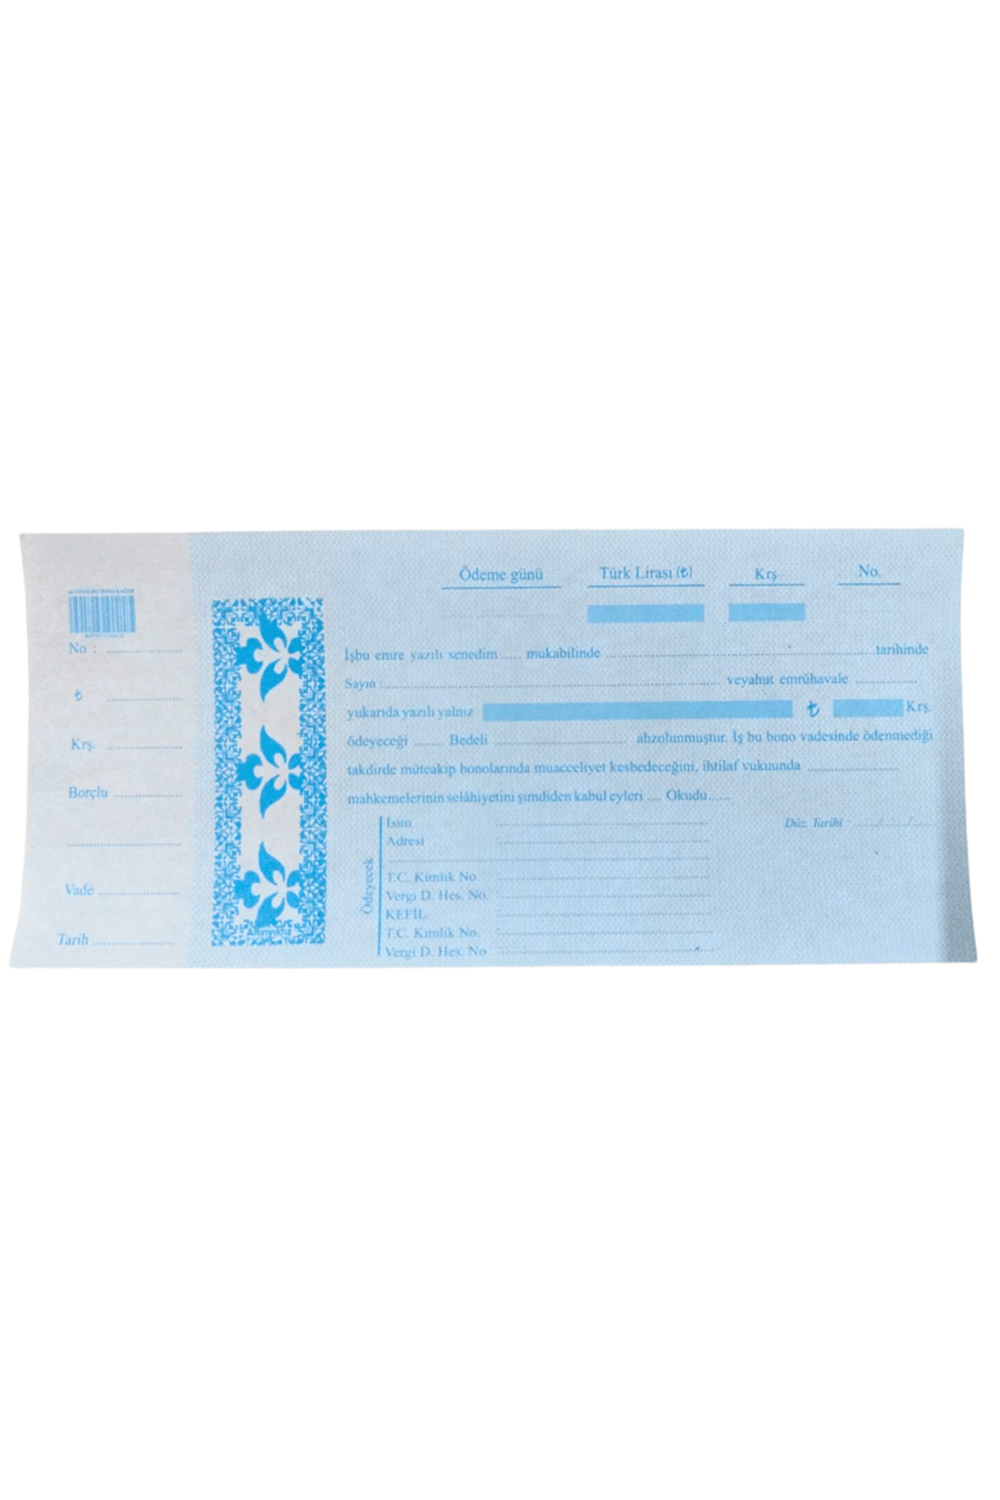 No :
₺
Krş.
Borçlu
Vade
Tarih
Ödeme günü Türk Lirası (₺) Krş. No.
İşbu emre yazılı senedim ..... mukabilinde ..... tarihinde
Sayın ..... veyahut emrühavale .....
yukarıda yazılı yalnız ₺ Krş.
ödeyeceği ..... Bedeli ..... ahzolunmuştur. İş bu bono vadesinde ödenmediği
takdirde müteakip bonolarında muacceliyet kesbedeceğini, ihtilaf vukuunda .....
mahkemelerinin selâhiyetini şimdiden kabul eyleri .... Okudu.....
Ödeyecek
İsim
Adresi
T.C. Kimlik No.
Vergi D. Hes. No.
KEFİL
T.C. Kimlik No.
Vergi D. Hes. No
Düz. Tarihi ...../...../.....